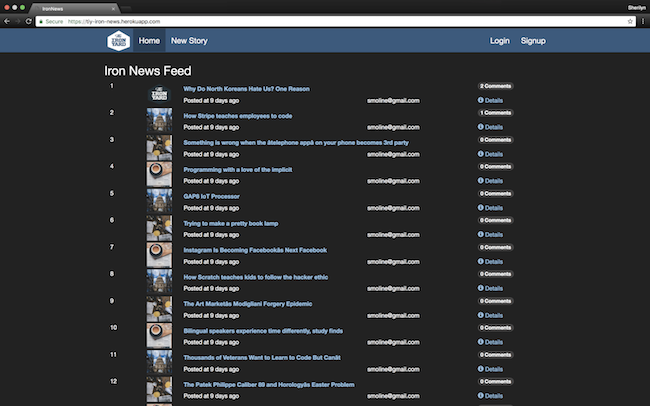 IronNews
Shenlyn
Secure https://tiy-iron-news.herokuapp.com
THE IRON YARD Home New Story Login Signup
Iron News Feed
1 Why Do North Koreans Hate Us? One Reason 2 Comments
Posted at 9 days ago smoline@gmail.com Details
2 How Stripe teaches employees to code 1 Comments
Posted at 9 days ago smoline@gmail.com Details
3 Something is wrong when the âtelephone appâ on your phone becomes 3rd party 0 Comments
Posted at 9 days ago smoline@gmail.com Details
4 Programming with a love of the implicit 0 Comments
Posted at 9 days ago smoline@gmail.com Details
5 GAP8 IoT Processor 0 Comments
Posted at 9 days ago smoline@gmail.com Details
6 Trying to make a pretty book lamp 0 Comments
Posted at 9 days ago smoline@gmail.com Details
7 Instagram Is Becoming Facebookâs Next Facebook 0 Comments
Posted at 9 days ago smoline@gmail.com Details
8 How Scratch teaches kids to follow the hacker ethic 0 Comments
Posted at 9 days ago smoline@gmail.com Details
9 The Art Marketâs Modigliani Forgery Epidemic 0 Comments
Posted at 9 days ago smoline@gmail.com Details
10 Bilingual speakers experience time differently, study finds 0 Comments
Posted at 9 days ago smoline@gmail.com Details
11 Thousands of Veterans Want to Learn to Code But Canât 0 Comments
Posted at 9 days ago smoline@gmail.com Details
12 The Patek Philippe Caliber 89 and Horologyâs Easter Problem 0 Comments
Posted at 9 days ago smoline@gmail.com Details